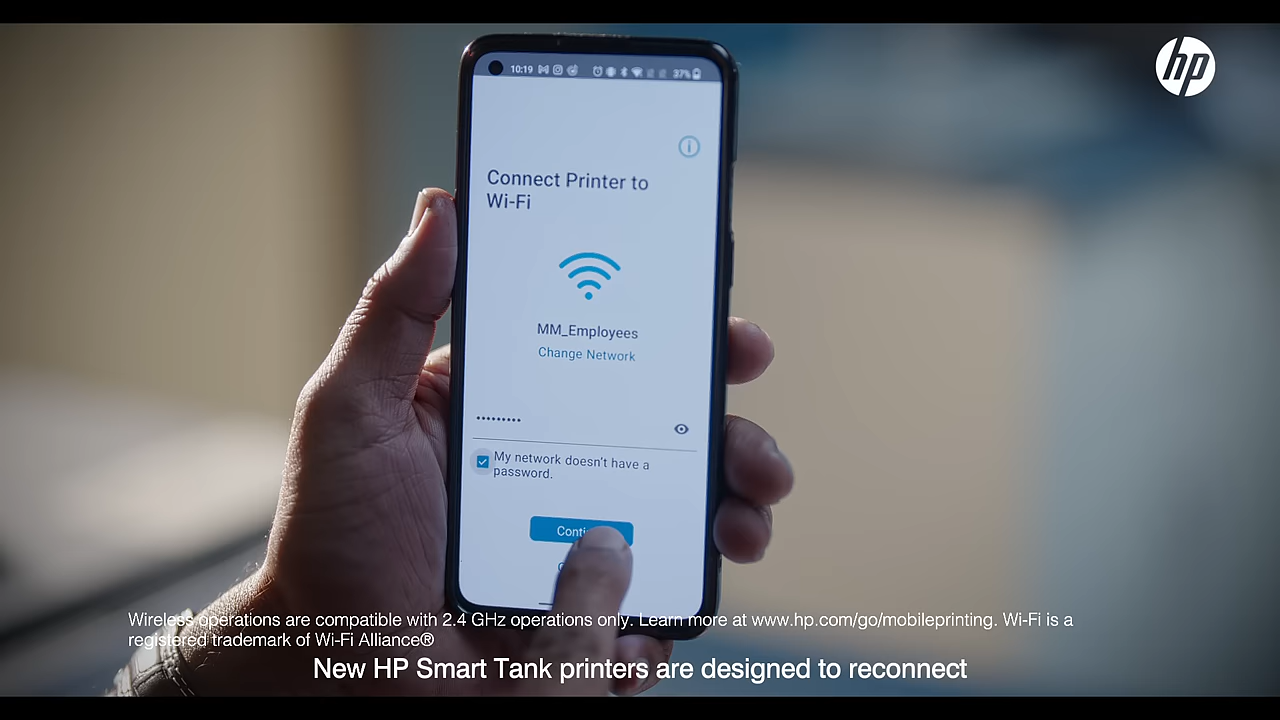 hp
10:19
37%
Connect Printer to
Wi-Fi
MM_Employees
Change Network
My network doesn't have a
password.
Wireless operations are compatible with 2.4 GHz operations only. Learn more at www.hp.com/go/mobileprinting. Wi-Fi is a
registered trademark of Wi-Fi Alliance®
New HP Smart Tank printers are designed to reconnect